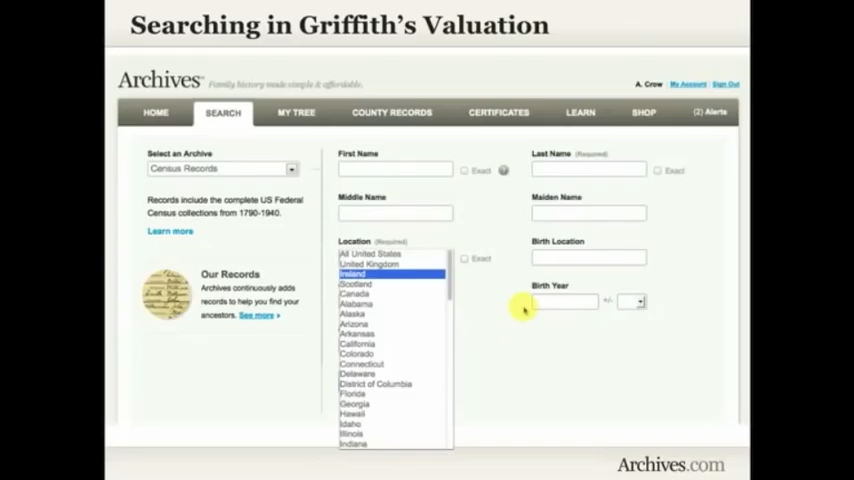 Searching in Griffith's Valuation
Archives™ Family history made simple & affordable.
A. Crow | My Account | Sign Out
HOME SEARCH MY TREE COUNTY RECORDS CERTIFICATES LEARN SHOP (2) Alerts
Select an Archive First Name Last Name (Required)
Census Records Exact ? Exact
Records include the complete US Federal
Census collections from 1790-1940.
Learn more
Middle Name Maiden Name
Location (Required) Birth Location
All United States
United Kingdom Exact
Ireland
Scotland
Canada
Alabama
Alaska
Arizona
Arkansas
California
Colorado
Connecticut
Delaware
District of Columbia
Florida
Georgia
Hawaii
Idaho
Illinois
Indiana
Our Records
Archives continuously adds
records to help you find your
ancestors. See more »
Birth Year
+/-
Archives.com